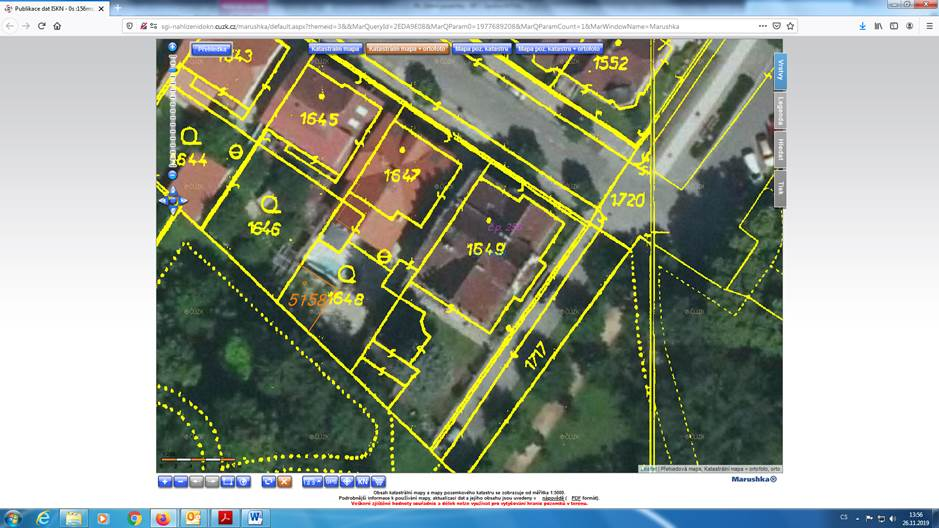 Publikace dat ISKN - 0s :156m
sgi-nahlizenidokn.cuzk.cz/marushka/default.aspx?themeid=3&MarQueryId=2EDA9E08&MarQParam0=1977689208&MarQParamCount=1&MarWindowName=Marushka
Přehledka
Katastrální mapa
Katastrální mapa + ortofoto
Mapa poz. katastru
Mapa poz. katastru + ortofoto
Vrstvy
Legenda
Hledat
Tisk
1643
1552
1645
1644
1647
1720
1646
1649
5158
1648
1717
© ČÚZK
Leaflet | Přehledová mapa, Katastrální mapa + ortofoto, orto
GPS
KN
Marushka®
Obsah katastrální mapy a mapy pozemkového katastru se zobrazuje od měřítka 1:5000.
Podrobnější informace k používání mapy, aktualizaci dat a jejího obsahu jsou uvedeny v nápovědě ( PDF formát).
Veškeré zjištěné hodnoty souřadnic a délek nelze využívat pro vytyčování hranic pozemků v terénu.
CS
13:56
26.11.2019